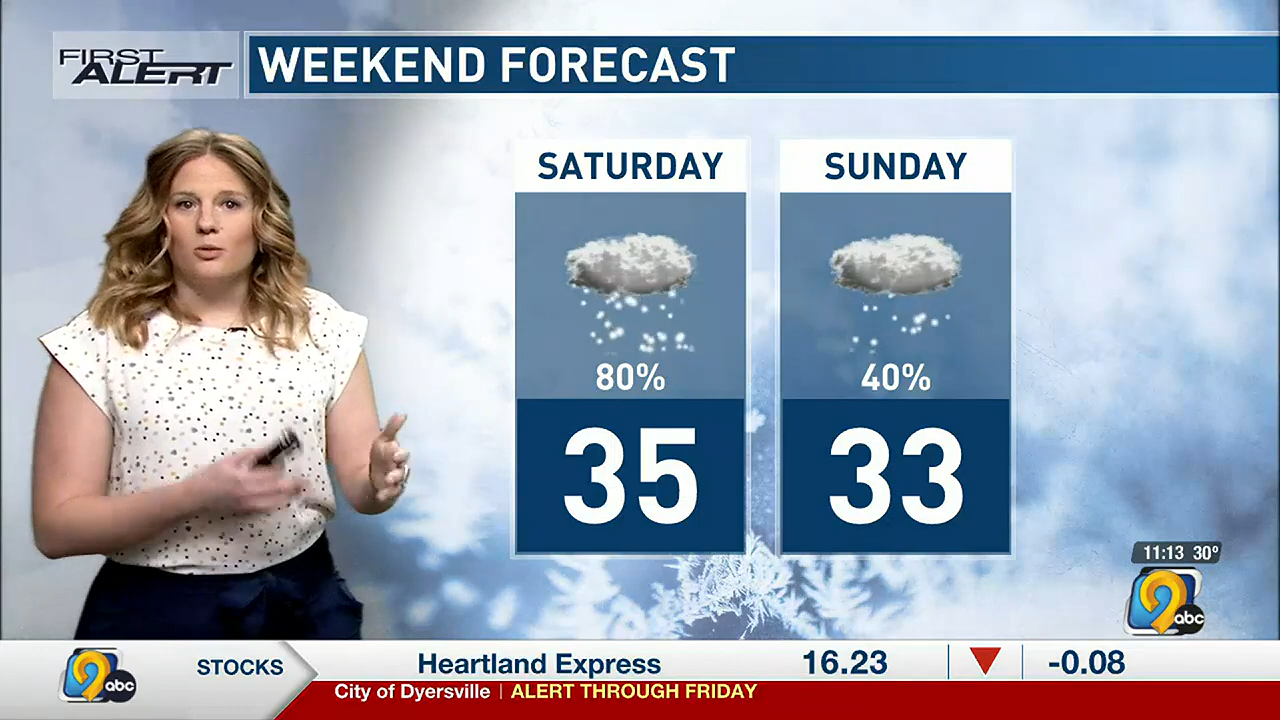 FIRST ALERT
WEEKEND FORECAST
SATURDAY
80%
35
SUNDAY
40%
33
11:13 30°
9 abc
9 abc
STOCKS
Heartland Express 16.23 -0.08
City of Dyersville | ALERT THROUGH FRIDAY